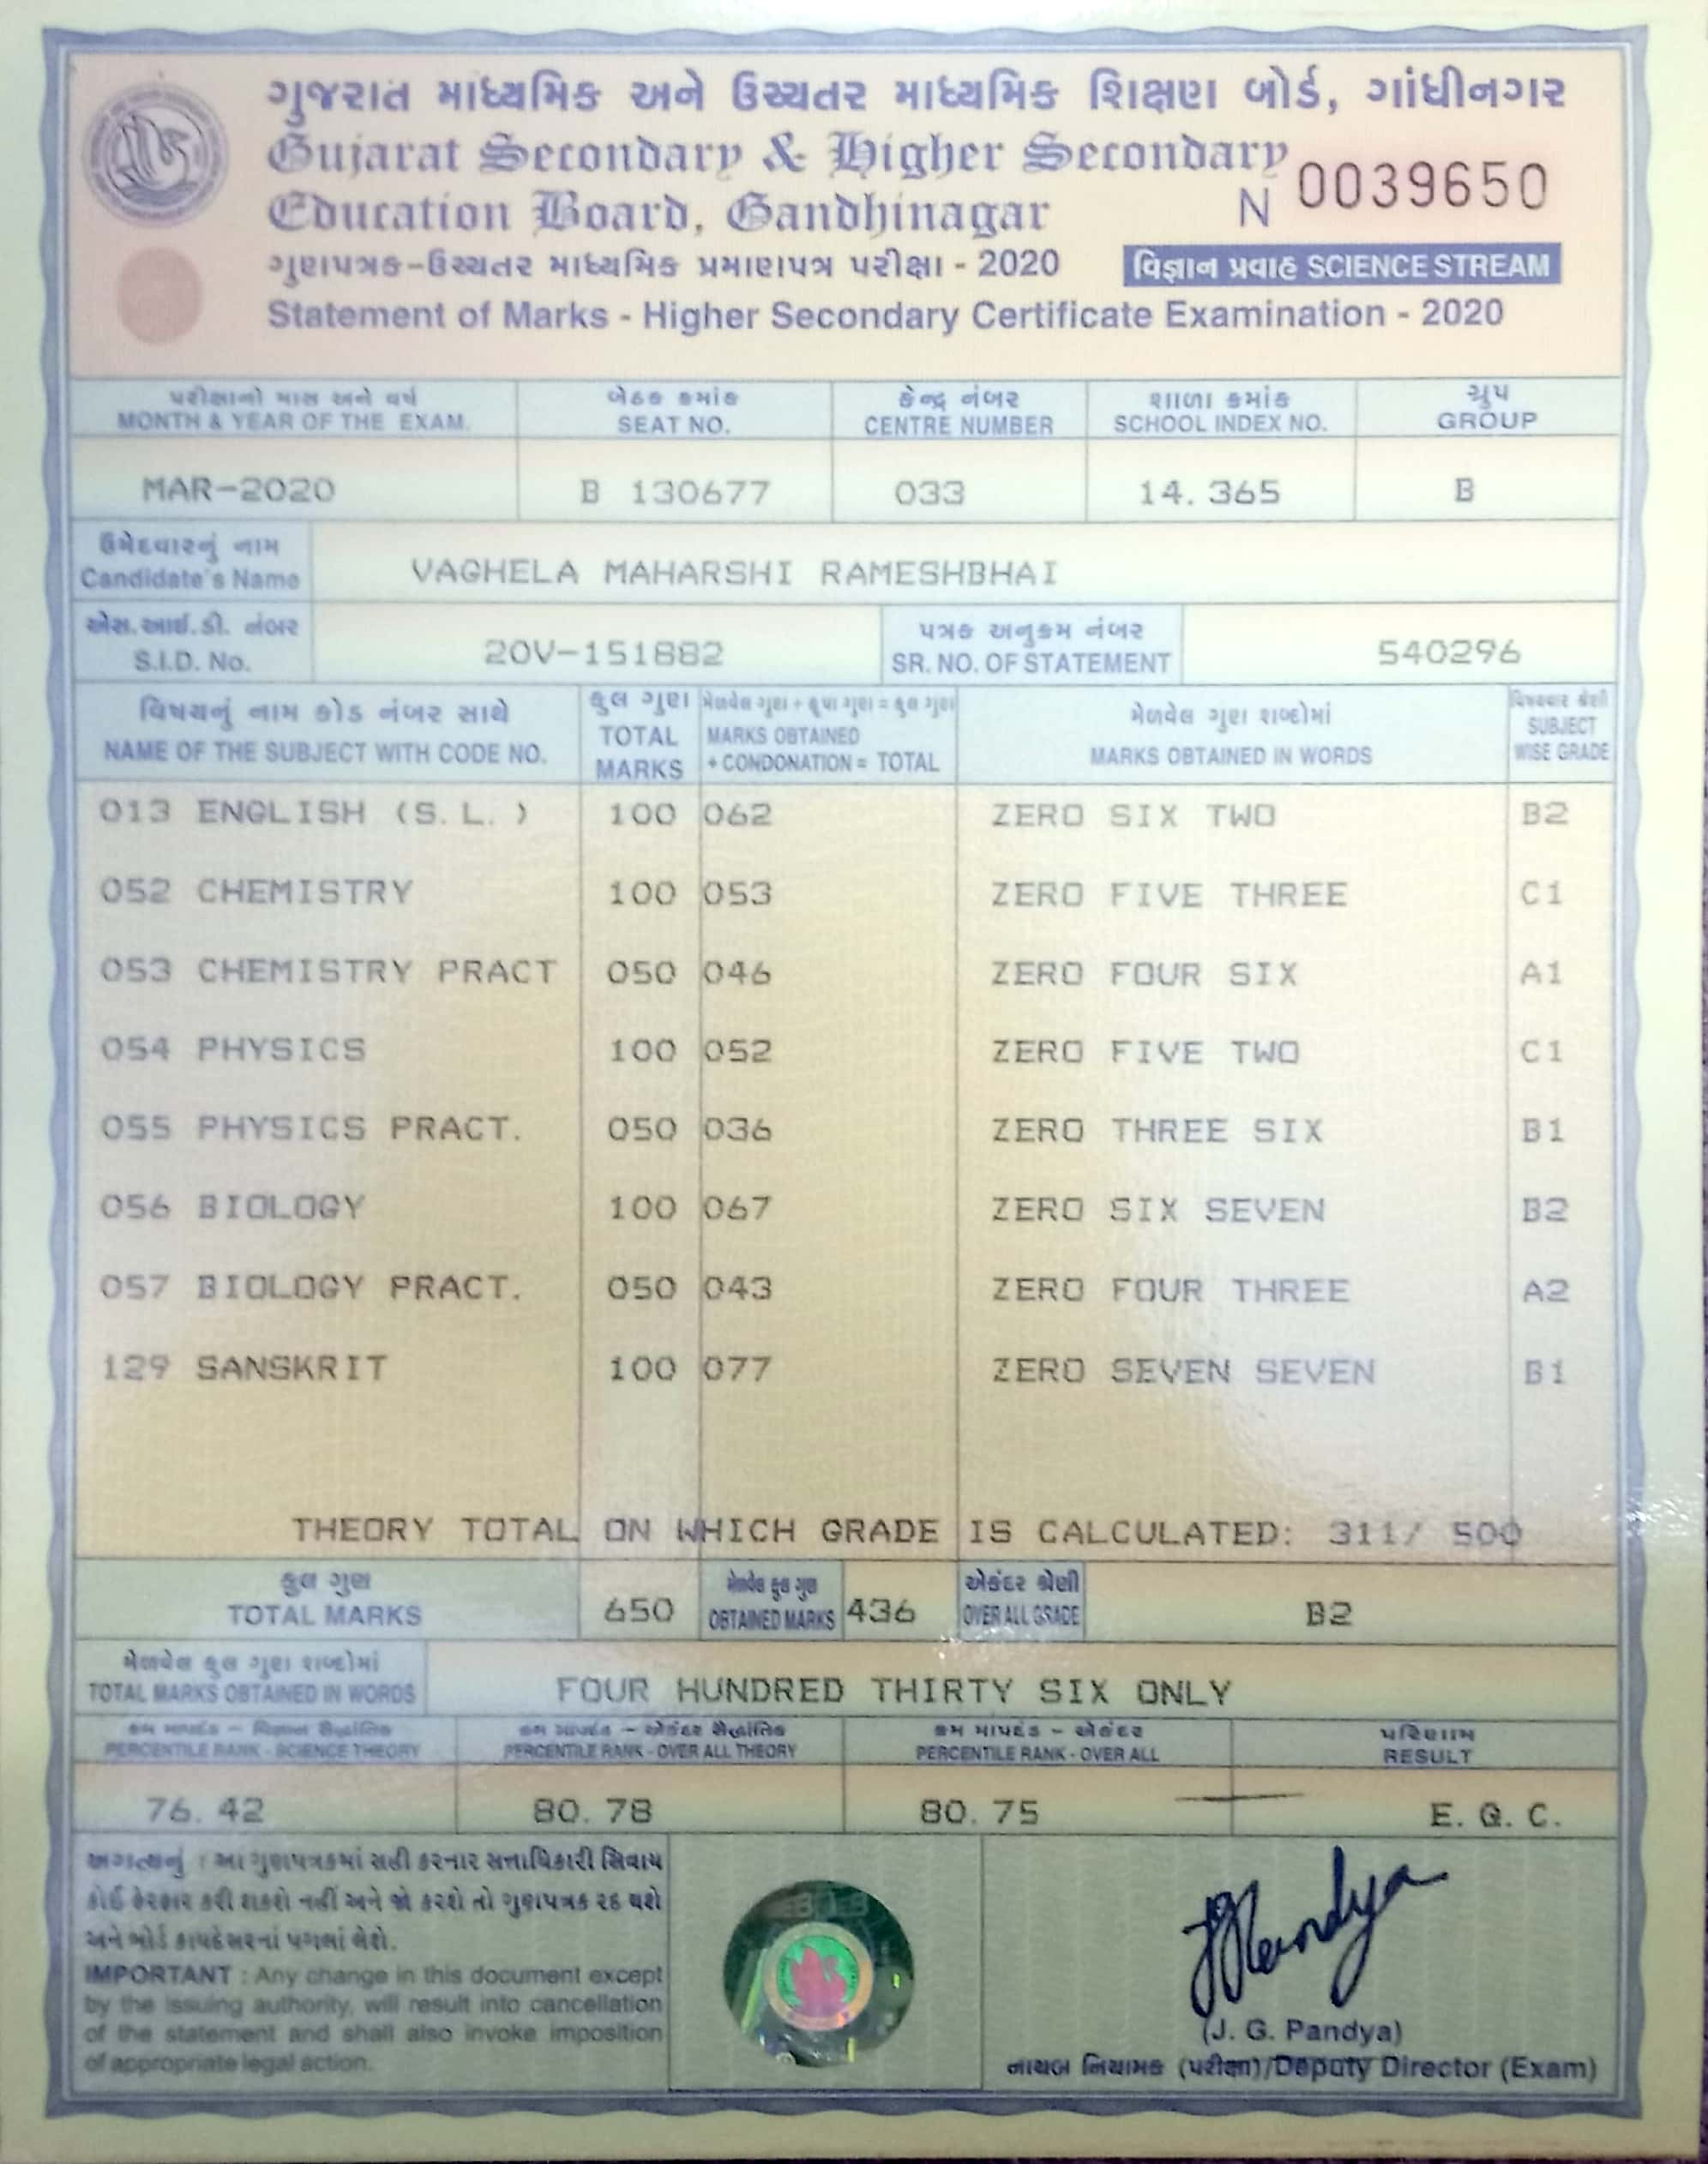 ગુજરાત માધ્યમિક અને ઉચ્ચતર માધ્યમિક શિક્ષણ બોર્ડ, ગાંધીનગર
Gujarat Secondary & Higher Secondary
Education Board, Gandhinagar
N 0039650
ગુણપત્રક-ઉચ્ચતર માધ્યમિક પ્રમાણપત્ર પરીક્ષા - 2020
વિજ્ઞાન પ્રવાહ SCIENCE STREAM
Statement of Marks - Higher Secondary Certificate Examination - 2020
પરીક્ષાનો માસ અને વર્ષ બેઠક ક્રમાંક કેન્દ્ર નંબર શાળા ક્રમાંક ગ્રુપ
MONTH & YEAR OF THE EXAM. SEAT NO. CENTRE NUMBER SCHOOL INDEX NO. GROUP
MAR-2020 B 130677 033 14.365 B
ઉમેદવારનું નામ
Candidate's Name VAGHELA MAHARSHI RAMESHBHAI
એસ.આઈ.ડી. નંબર
S.I.D. No. 20V-151882
પત્રક અનુક્રમ નંબર
SR. NO. OF STATEMENT 540296
વિષયનું નામ કોડ નંબર સાથે
NAME OF THE SUBJECT WITH CODE NO.
કુલ ગુણ
TOTAL
MARKS
મેળવેલ ગુણ + કૃપા ગુણ = કુલ ગુણ
MARKS OBTAINED
+ CONDONATION = TOTAL
મેળવેલ ગુણ શબ્દોમાં
MARKS OBTAINED IN WORDS
વિષયવાર શ્રેણી
SUBJECT
WISE GRADE
013 ENGLISH (S.L.) 100 062 ZERO SIX TWO B2
052 CHEMISTRY 100 053 ZERO FIVE THREE C1
053 CHEMISTRY PRACT 050 046 ZERO FOUR SIX A1
054 PHYSICS 100 052 ZERO FIVE TWO C1
055 PHYSICS PRACT. 050 036 ZERO THREE SIX B1
056 BIOLOGY 100 067 ZERO SIX SEVEN B2
057 BIOLOGY PRACT. 050 043 ZERO FOUR THREE A2
129 SANSKRIT 100 077 ZERO SEVEN SEVEN B1
THEORY TOTAL ON WHICH GRADE IS CALCULATED: 311/ 500
કુલ ગુણ
TOTAL MARKS 650
મેળવેલ કુલ ગુણ
OBTAINED MARKS 436
એકંદર શ્રેણી
OVER ALL GRADE B2
મેળવેલ કુલ ગુણ શબ્દોમાં
TOTAL MARKS OBTAINED IN WORDS FOUR HUNDRED THIRTY SIX ONLY
ક્રમ માપદંડ - વિજ્ઞાન સૈદ્ધાંતિક ક્રમ માપદંડ - એકંદર સૈદ્ધાંતિક ક્રમ માપદંડ - એકંદર પરિણામ
PERCENTILE RANK - SCIENCE THEORY PERCENTILE RANK - OVER ALL THEORY PERCENTILE RANK - OVER ALL RESULT
76.42 80.78 80.75 E.Q.C.
અગત્યનું : આ ગુણપત્રકમાં સહી કરનાર સત્તાધિકારી સિવાય
કોઈ ફેરફાર કરી શકશે નહીં અને જો કરશે તો ગુણપત્રક રદ થશે
અને બોર્ડ કાયદેસરનાં પગલાં લેશે.
IMPORTANT : Any change in this document except
by the issuing authority, will result into cancellation
of the statement and shall also invoke imposition
of appropriate legal action.
JGPandya
(J. G. Pandya)
નાયબ નિયામક (પરીક્ષા)/Deputy Director (Exam)